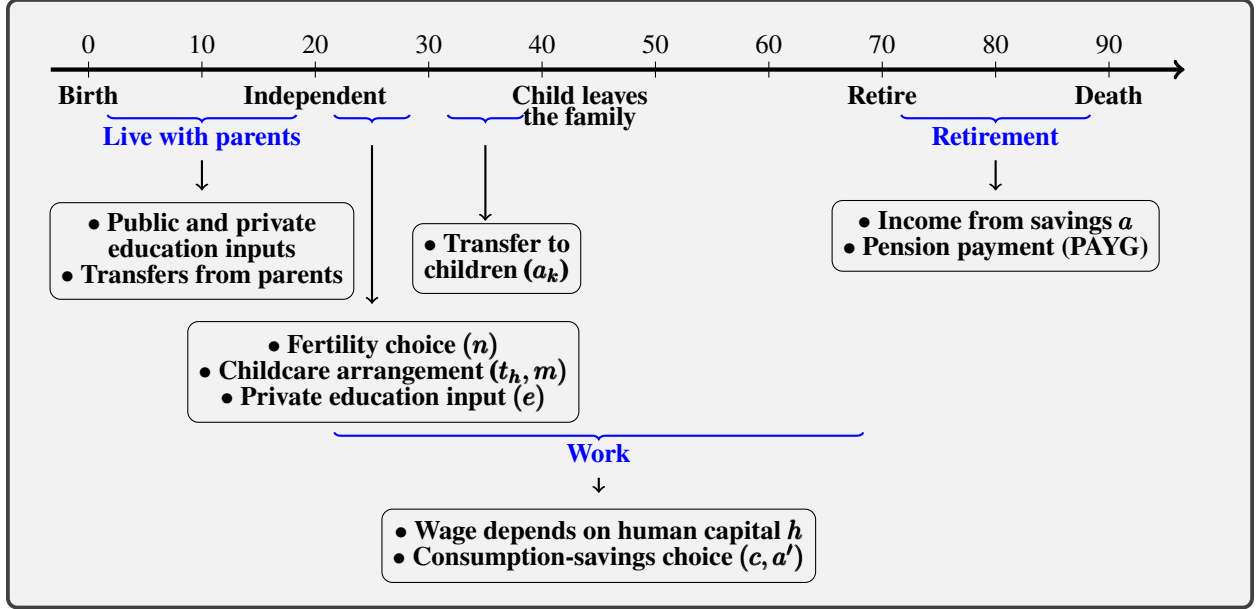 0 10 20 30 40 50 60 70 80 90
Birth Independent Child leaves the family Retire Death
Live with parents
Retirement
• Public and private
education inputs
• Transfers from parents
• Transfer to
children (a_k)
• Income from savings a
• Pension payment (PAYG)
• Fertility choice (n)
• Childcare arrangement (t_h, m)
• Private education input (e)
Work
• Wage depends on human capital h
• Consumption-savings choice (c, a′)